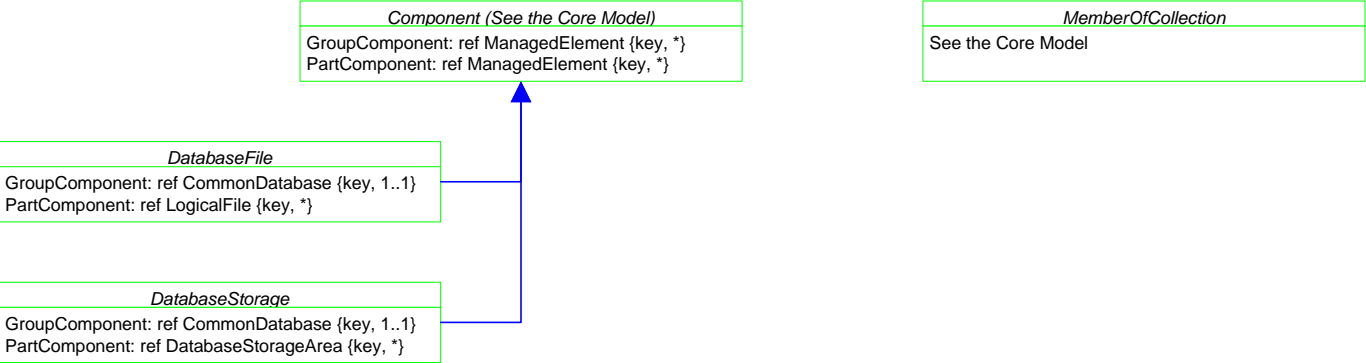 Component (See the Core Model)
GroupComponent: ref ManagedElement {key, *}
PartComponent: ref ManagedElement {key, *}
MemberOfCollection
See the Core Model
DatabaseFile
GroupComponent: ref CommonDatabase {key, 1..1}
PartComponent: ref LogicalFile {key, *}
DatabaseStorage
GroupComponent: ref CommonDatabase {key, 1..1}
PartComponent: ref DatabaseStorageArea {key, *}